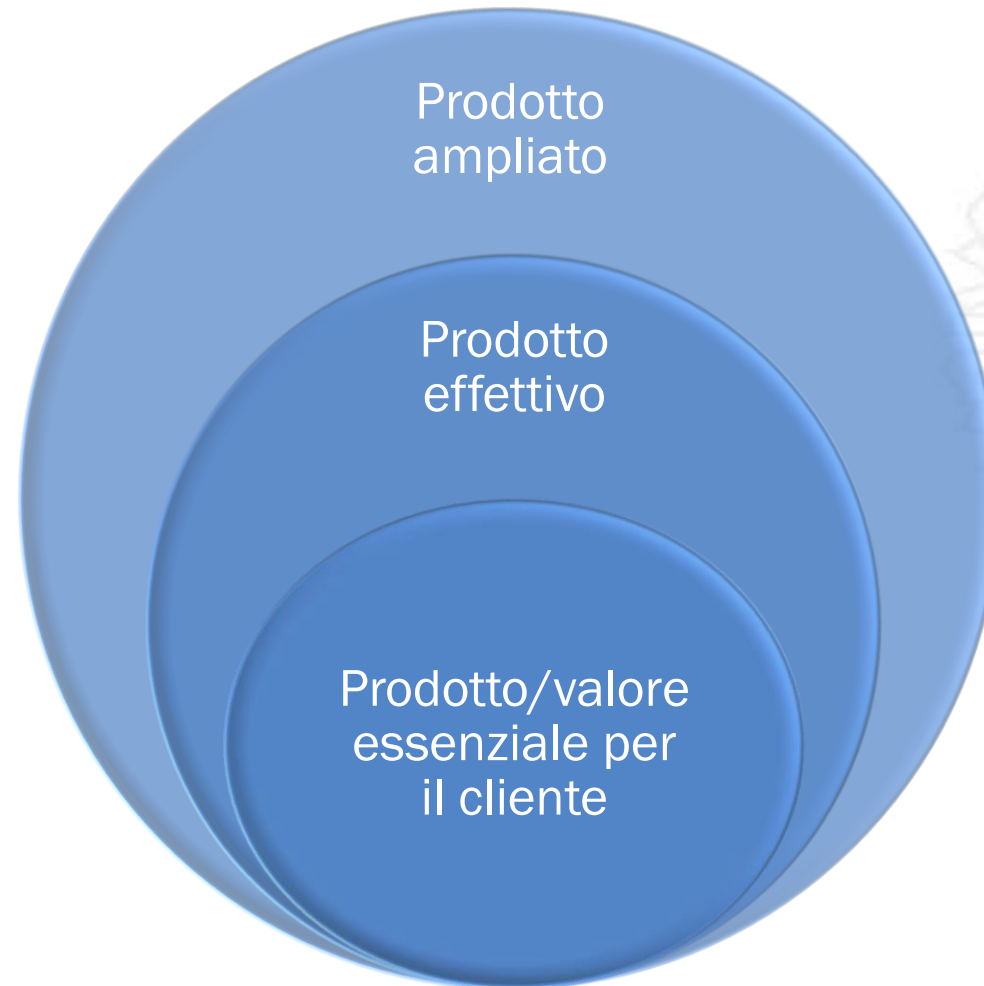 Prodotto
ampliato
Prodotto
effettivo
Prodotto/valore
essenziale per
il cliente